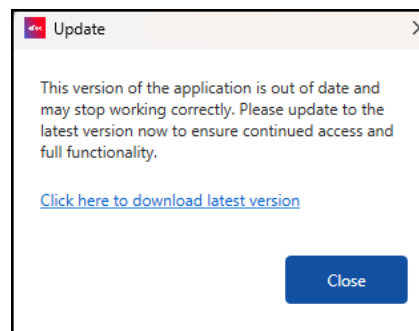 Update
This version of the application is out of date and
may stop working correctly. Please update to the
latest version now to ensure continued access and
full functionality.
Click here to download latest version
Close